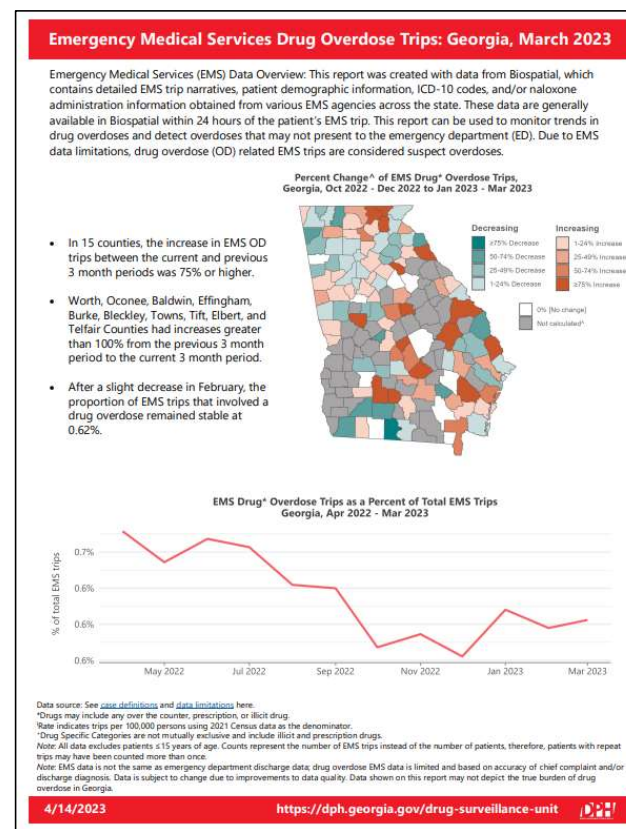 Emergency Medical Services Drug Overdose Trips: Georgia, March 2023
Emergency Medical Services (EMS) Data Overview: This report was created with data from Biospatial, which
contains detailed EMS trip narratives, patient demographic information, ICD-10 codes, and/or naloxone
administration information obtained from various EMS agencies across the state. These data are generally
available in Biospatial within 24 hours of the patient's EMS trip. This report can be used to monitor trends in
drug overdoses and detect overdoses that may not present to the emergency department (ED). Due to EMS
data limitations, drug overdose (OD) related EMS trips are considered suspect overdoses.
Percent Change^ of EMS Drug* Overdose Trips,
Georgia, Oct 2022 - Dec 2022 to Jan 2023 - Mar 2023
• In 15 counties, the increase in EMS OD
trips between the current and previous
3 month periods was 75% or higher.
• Worth, Oconee, Baldwin, Effingham,
Burke, Bleckley, Towns, Tift, Elbert, and
Telfair Counties had increases greater
than 100% from the previous 3 month
period to the current 3 month period.
• After a slight decrease in February, the
proportion of EMS trips that involved a
drug overdose remained stable at
0.62%.
Decreasing
≥75% Decrease
50-74% Decrease
25-49% Decrease
1-24% Decrease
Increasing
1-24% Increase
25-49% Increase
50-74% Increase
≥75% Increase
0% [No change]
Not calculated^
EMS Drug* Overdose Trips as a Percent of Total EMS Trips
Georgia, Apr 2022 - Mar 2023
% of total EMS trips
0.7%
0.6%
0.6%
0.6%
May 2022 Jul 2022 Sep 2022 Nov 2022 Jan 2023 Mar 2023
Data source: See case definitions and data limitations here.
*Drugs may include any over the counter, prescription, or illicit drug.
Rate indicates trips per 100,000 persons using 2021 Census data as the denominator.
Drug Specific Categories are not mutually exclusive and include illicit and prescription drugs.
Note: All data excludes patients ≤15 years of age. Counts represent the number of EMS trips instead of the number of patients, therefore, patients with repeat
trips may have been counted more than once.
Note: EMS data is not the same as emergency department discharge data; drug overdose EMS data is limited and based on accuracy of chief complaint and/or
discharge diagnosis. Data is subject to change due to improvements to data quality. Data shown on this report may not depict the true burden of drug
overdose in Georgia.
4/14/2023 https://dph.georgia.gov/drug-surveillance-unit DPH